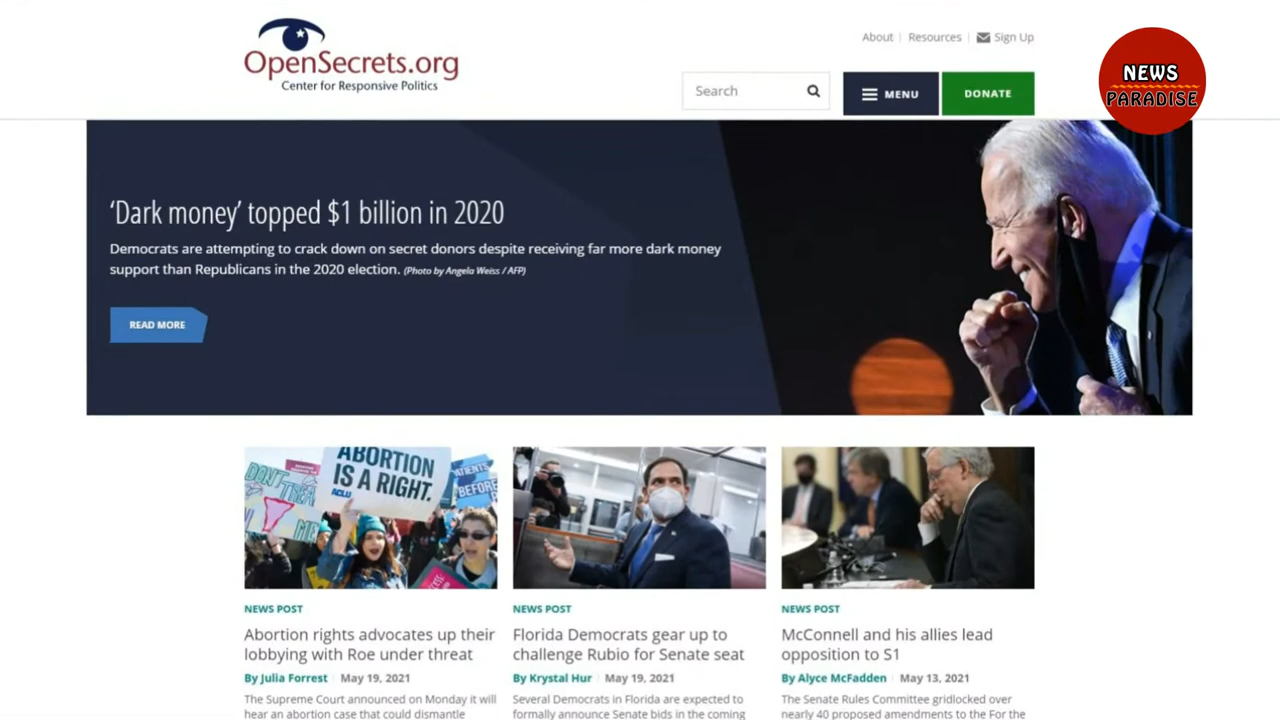 OpenSecrets.org
Center for Responsive Politics
About
Resources
Sign Up
Search
MENU
DONATE
NEWS
PARADISE
‘Dark money’ topped $1 billion in 2020
Democrats are attempting to crack down on secret donors despite receiving far more dark money
support than Republicans in the 2020 election. (Photo by Angela Weiss / AFP)
READ MORE
DON'T TREA
ABORTION
IS A RIGHT.
ACLU
PATIENTS
BEFORE
NEWS POST
Abortion rights advocates up their
lobbying with Roe under threat
By Julia Forrest
May 19, 2021
The Supreme Court announced on Monday it will
hear an abortion case that could dismantle
NEWS POST
Florida Democrats gear up to
challenge Rubio for Senate seat
By Krystal Hur
May 19, 2021
Several Democrats in Florida are expected to
formally announce Senate bids in the coming
NEWS POST
McConnell and his allies lead
opposition to S1
By Alyce McFadden
May 13, 2021
The Senate Rules Committee gridlocked over
nearly 40 proposed amendments to the For the